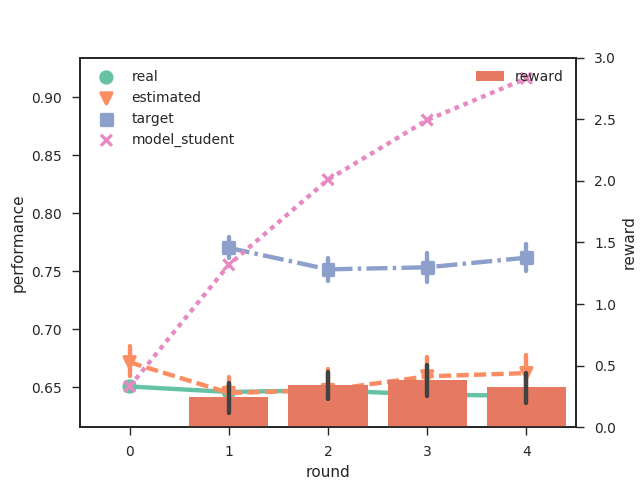 real
estimated
target
model_student
reward
0.90
0.85
0.80
0.75
0.70
0.65
performance
3.0
2.5
2.0
1.5
1.0
0.5
0.0
reward
0 1 2 3 4
round